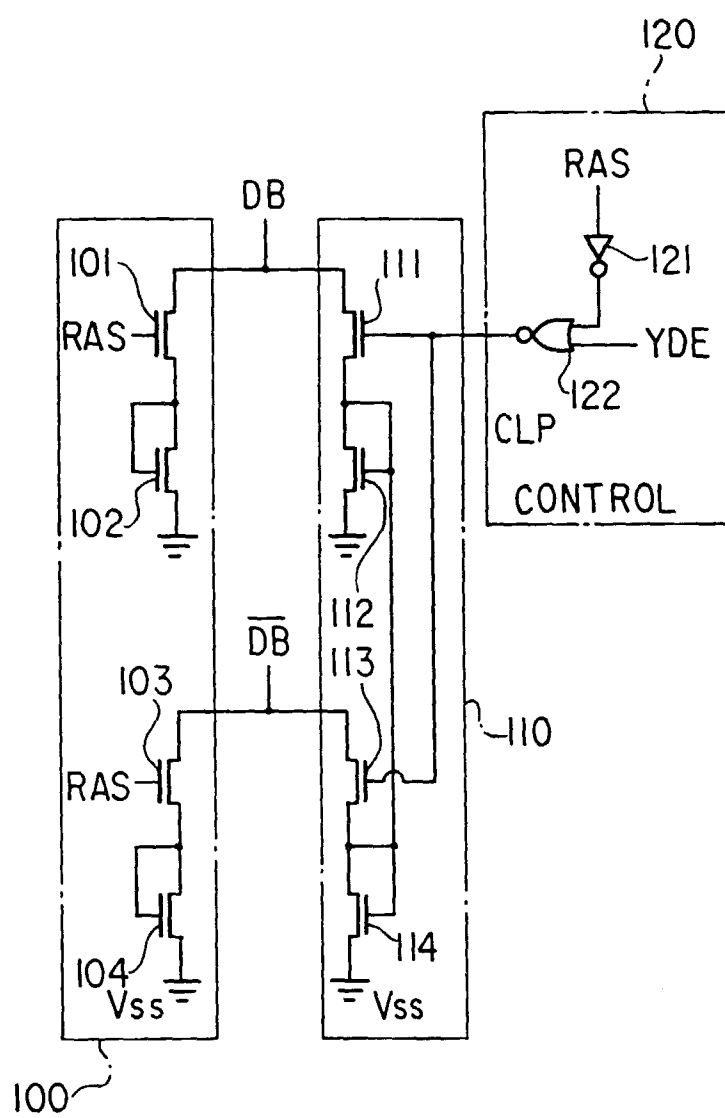 120
RAS
DB
101
111
121
RAS
YDE
122
CLP
102
CONTROL
112
DB
113
103
110
RAS
104
114
Vss
Vss
100